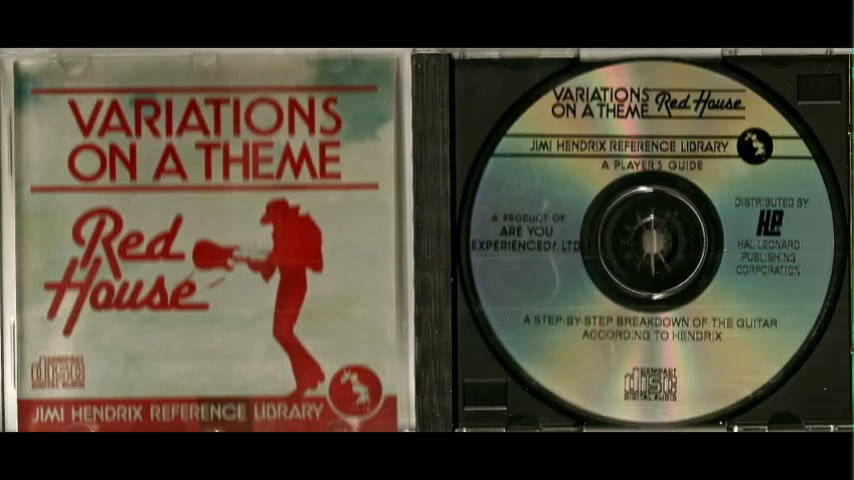 VARIATIONS
ON A THEME
Red
House
COMPACT
disc
DIGITAL AUDIO
JIMI HENDRIX REFERENCE LIBRARY
VARIATIONS
ON A THEME
Red House
JIMI HENDRIX REFERENCE LIBRARY
A PLAYER'S GUIDE
A PRODUCT OF
ARE YOU
EXPERIENCED? LTD
DISTRIBUTED BY
HL
HAL LEONARD
PUBLISHING
CORPORATION
A STEP-BY-STEP BREAKDOWN OF THE GUITAR
ACCORDING TO HENDRIX
COMPACT
disc
DIGITAL AUDIO